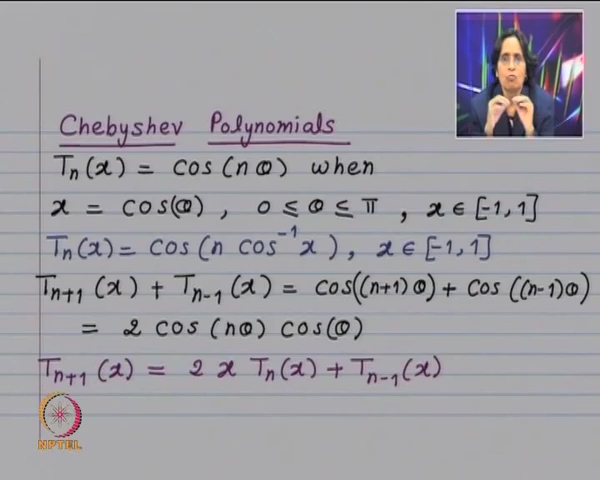 Chebyshev Polynomials
Tn(x) = cos(nθ) when
x = cos(θ), 0 ≤ θ ≤ π, x ∈ [-1,1]
Tn(x) = cos(n cos⁻¹x), x ∈ [-1,1]
Tn+1(x) + Tn-1(x) = cos((n+1)θ) + cos((n-1)θ)
= 2 cos(nθ) cos(θ)
Tn+1(x) = 2 x Tn(x) + Tn-1(x)
NPTEL